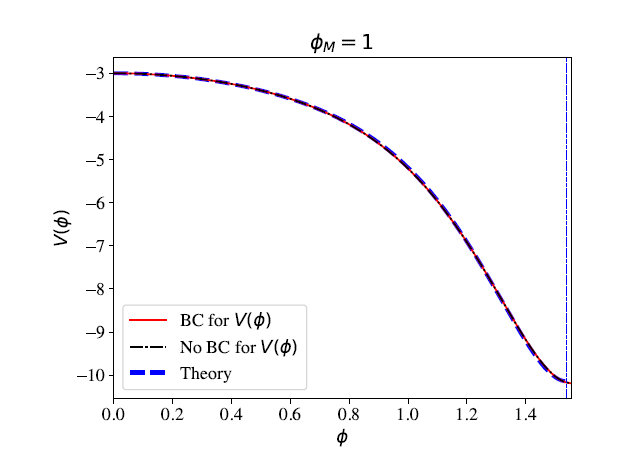 ϕ_M = 1
V(ϕ)
−3
−4
−5
−6
−7
−8
−9
−10
BC for V(ϕ)
No BC for V(ϕ)
Theory
0.0 0.2 0.4 0.6 0.8 1.0 1.2 1.4
ϕ